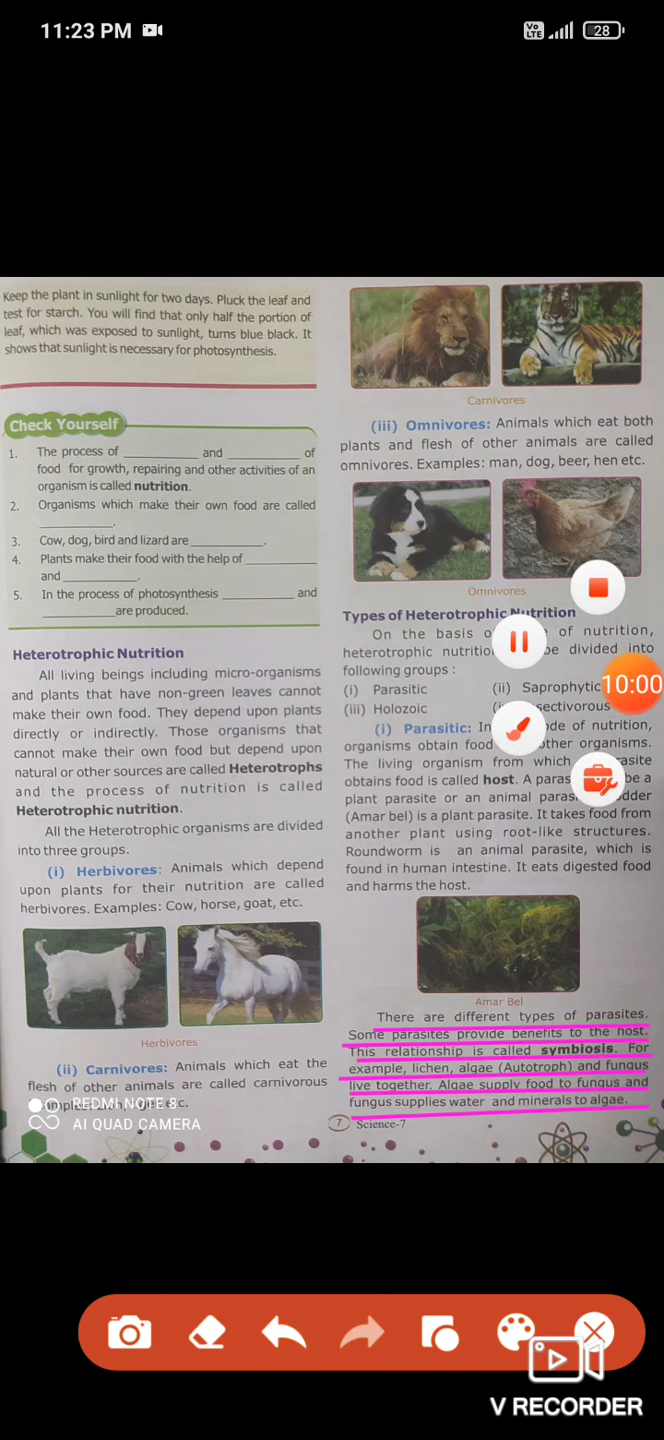 11:23 PM
Vo LTE
28
Keep the plant in sunlight for two days. Pluck the leaf and
test for starch. You will find that only half the portion of
leaf, which was exposed to sunlight, turns blue black. It
shows that sunlight is necessary for photosynthesis.
Check Yourself
1. The process of ____________ and ____________ of
food for growth, repairing and other activities of an
organism is called nutrition.
2. Organisms which make their own food are called
____________.
3. Cow, dog, bird and lizard are ____________.
4. Plants make their food with the help of ____________
and ____________.
5. In the process of photosynthesis ____________ and
____________ are produced.
Heterotrophic Nutrition
All living beings including micro-organisms
and plants that have non-green leaves cannot
make their own food. They depend upon plants
directly or indirectly. Those organisms that
cannot make their own food but depend upon
natural or other sources are called Heterotrophs
and the process of nutrition is called
Heterotrophic nutrition.
All the Heterotrophic organisms are divided
into three groups.
(i) Herbivores: Animals which depend
upon plants for their nutrition are called
herbivores. Examples: Cow, horse, goat, etc.
Herbivores
(ii) Carnivores: Animals which eat the
flesh of other animals are called carnivorous
etc.
REDMI NOTE 8
AI QUAD CAMERA
Carnivores
(iii) Omnivores: Animals which eat both
plants and flesh of other animals are called
omnivores. Examples: man, dog, beer, hen etc.
Omnivores
Types of Heterotrophic Nutrition
On the basis of nutrition,
heterotrophic be divided into
following groups :
(i) Parasitic (ii) Saprophytic
(iii) Holozoic
(i) Parasitic: In of nutrition,
organisms obtain food other organisms.
The living organism from which
obtains food is called host. A be a
plant parasite or an animal
(Amar bel) is a plant parasite. It takes food from
another plant using root-like structures.
Roundworm is an animal parasite, which is
found in human intestine. It eats digested food
and harms the host.
Amar Bel
There are different types of parasites.
Some parasites provide benefits to the host.
This relationship is called symbiosis. For
example, lichen, algae (Autotroph) and fungus
live together. Algae supply food to fungus and
fungus supplies water and minerals to algae.
7 Science-7
10:00
V RECORDER